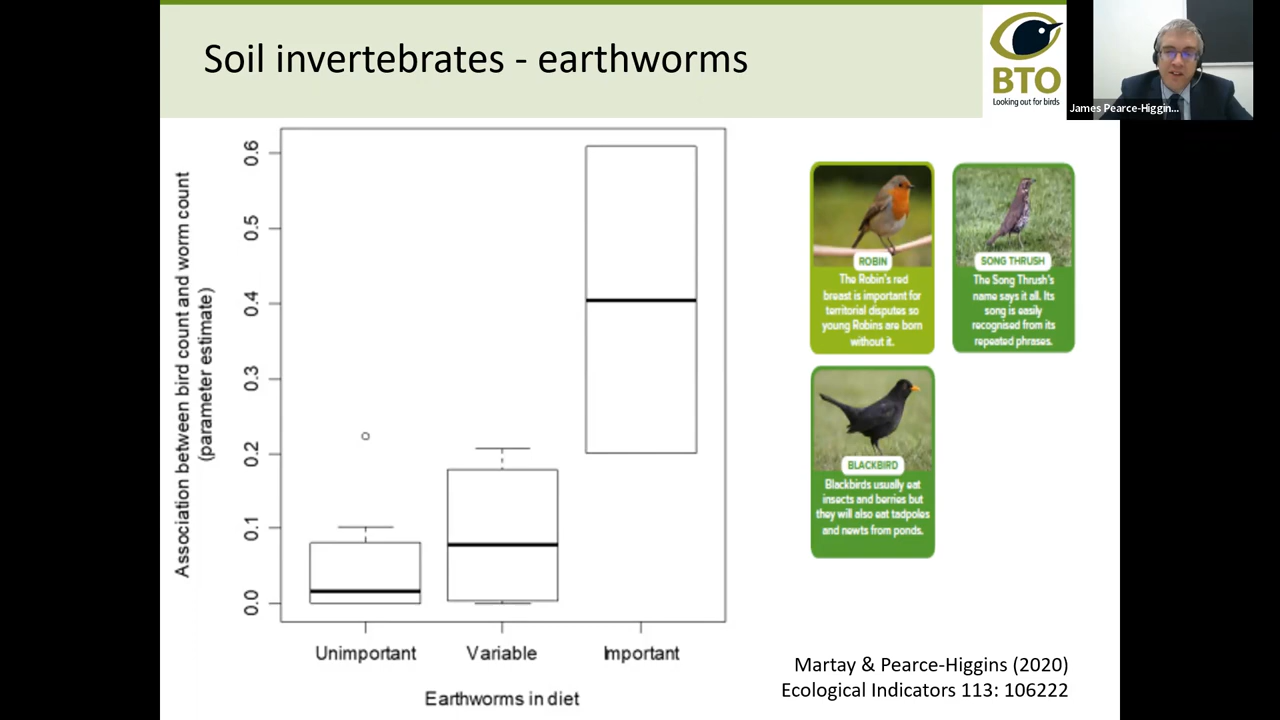 Soil invertebrates - earthworms
BTO
Looking out for birds
James Pearce-Higgin...
Association between bird count and worm count
(parameter estimate)
0.6
0.5
0.4
0.3
0.2
0.1
0.0
Unimportant
Variable
Important
Earthworms in diet
ROBIN
The Robin's red
breast is important for
territorial disputes so
young Robins are born
without it.
SONG THRUSH
The Song Thrush's
name says it all. Its
song is easily
recognised from its
repeated phrases.
BLACKBIRD
Blackbirds usually eat
insects and berries but
they will also eat tadpoles
and newts from ponds.
Martay & Pearce-Higgins (2020)
Ecological Indicators 113: 106222